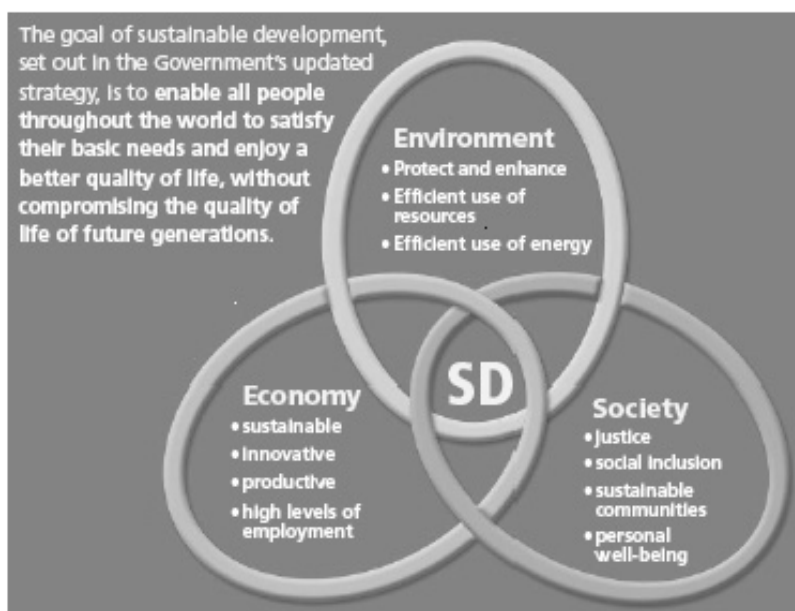 The goal of sustainable development,
set out in the Government's updated
strategy, is to enable all people
throughout the world to satisfy
their basic needs and enjoy a
better quality of life, without
compromising the quality of
life of future generations.
Environment
• Protect and enhance
• Efficient use of
resources
• Efficient use of energy
SD
Economy
• sustainable
• innovative
• productive
• high levels of
employment
Society
• justice
• social inclusion
• sustainable
communities
• personal
well-being